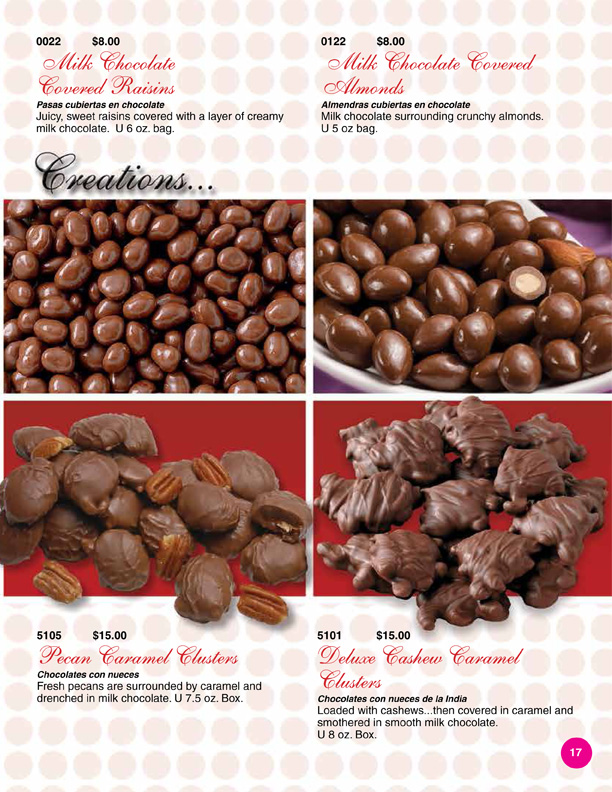 0022 $8.00
Milk Chocolate
Covered Raisins
Pasas cubiertas en chocolate
Juicy, sweet raisins covered with a layer of creamy
milk chocolate. U 6 oz. bag.
0122 $8.00
Milk Chocolate Covered
Almonds
Almendras cubiertas en chocolate
Milk chocolate surrounding crunchy almonds.
U 5 oz bag.
Creations...
5105 $15.00
Pecan Caramel Clusters
Chocolates con nueces
Fresh pecans are surrounded by caramel and
drenched in milk chocolate. U 7.5 oz. Box.
5101 $15.00
Deluxe Cashew Caramel
Clusters
Chocolates con nueces de la India
Loaded with cashews...then covered in caramel and
smothered in smooth milk chocolate.
U 8 oz. Box.
17